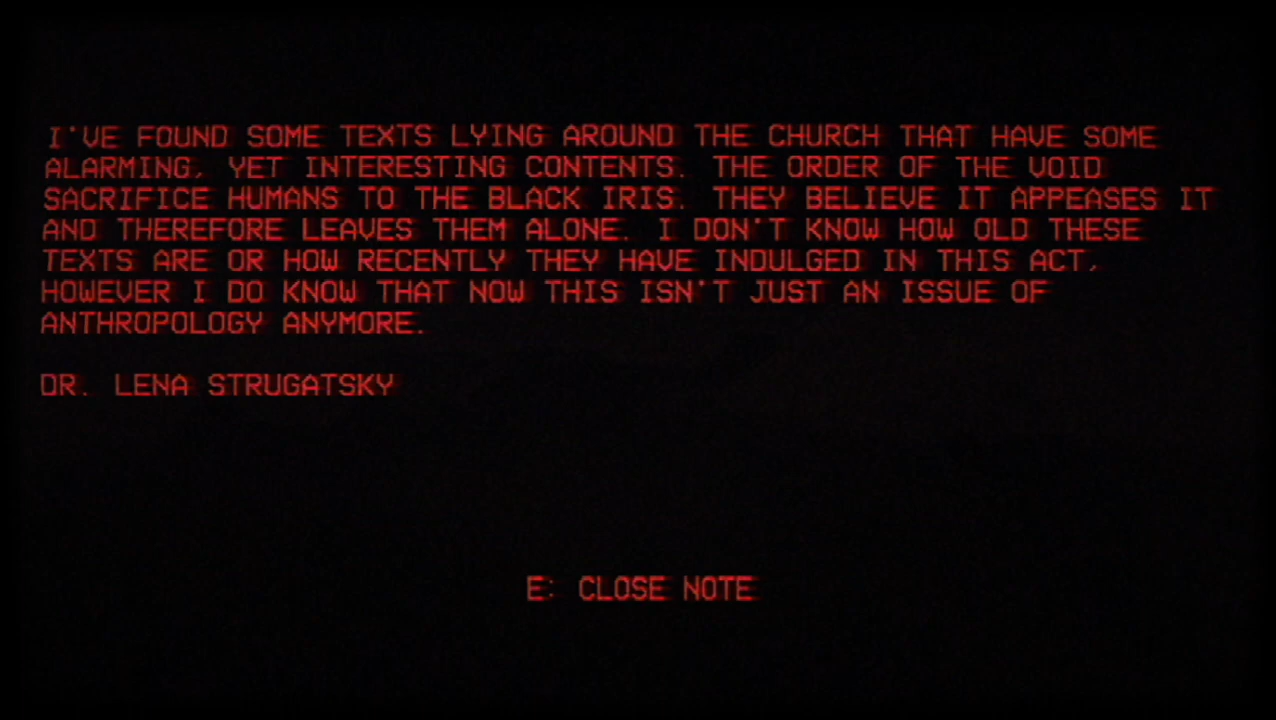 I'VE FOUND SOME TEXTS LYING AROUND THE CHURCH THAT HAVE SOME
ALARMING, YET INTERESTING CONTENTS. THE ORDER OF THE VOID
SACRIFICE HUMANS TO THE BLACK IRIS. THEY BELIEVE IT APPEASES IT
AND THEREFORE LEAVES THEM ALONE. I DON'T KNOW HOW OLD THESE
TEXTS ARE OR HOW RECENTLY THEY HAVE INDULGED IN THIS ACT,
HOWEVER I DO KNOW THAT NOW THIS ISN'T JUST AN ISSUE OF
ANTHROPOLOGY ANYMORE.
DR. LENA STRUGATSKY
E: CLOSE NOTE